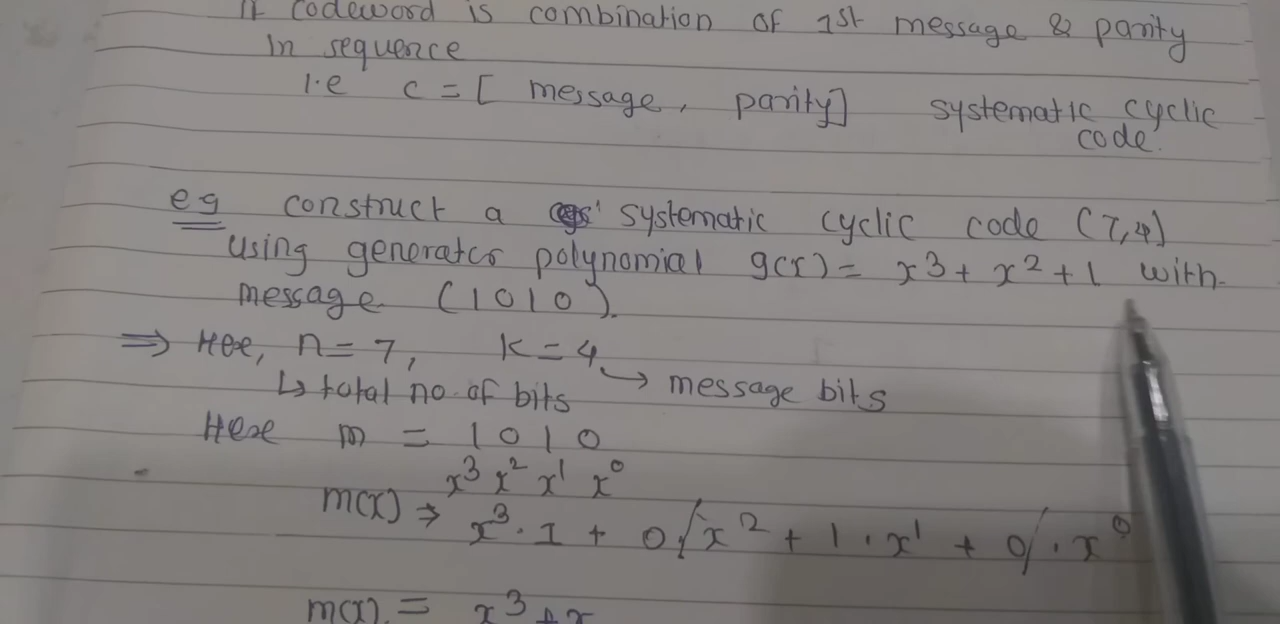 If codeword is combination of 1st message & parity
in sequence
i.e c = [ message, parity] systematic cyclic
code.
eg construct a systematic cyclic code (7,4)
using generator polynomial g(x) = x³ + x² + 1 with
message (1010).
⇒ Here, n = 7, k = 4 → message bits
↳ total no. of bits
Here m = 1010
x³ x² x¹ x⁰
m(x) ⇒ x³·1 + 0·x² + 1·x¹ + 0·x⁰
m(x) = x³ + x